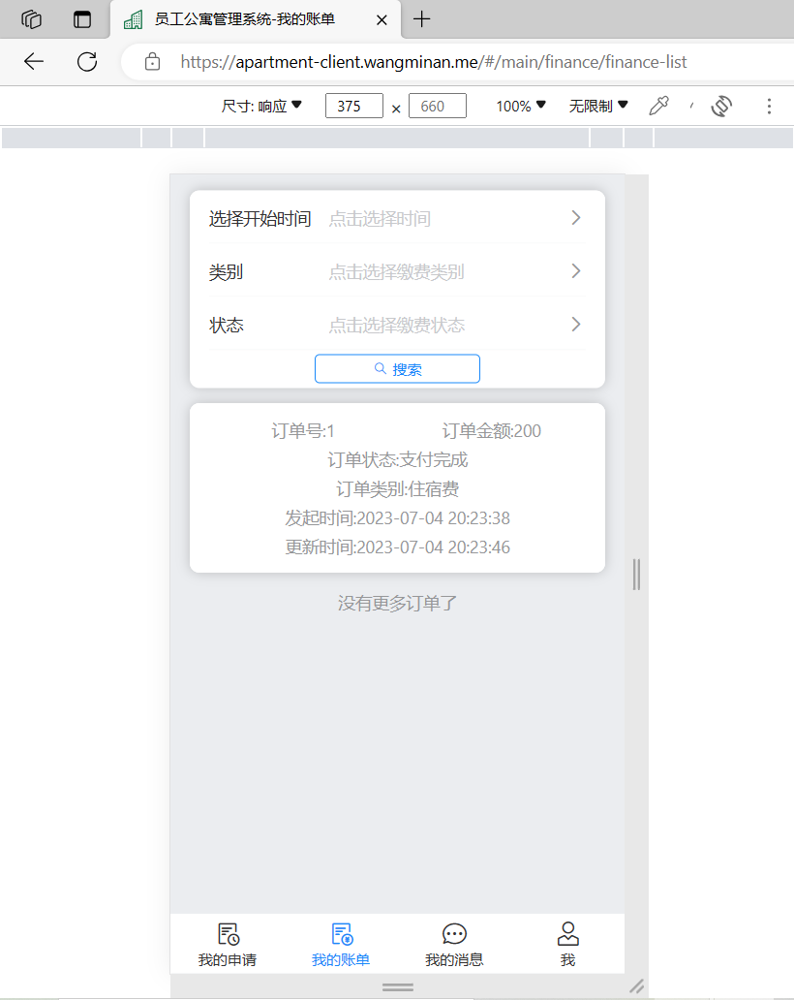 员工公寓管理系统-我的账单
https://apartment-client.wangminan.me/#/main/finance/finance-list
尺寸: 响应 375 × 660 100% 无限制
选择开始时间 点击选择时间
类别 点击选择缴费类别
状态 点击选择缴费状态
搜索
订单号:1 订单金额:200
订单状态:支付完成
订单类别:住宿费
发起时间:2023-07-04 20:23:38
更新时间:2023-07-04 20:23:46
没有更多订单了
我的申请 我的账单 我的消息 我